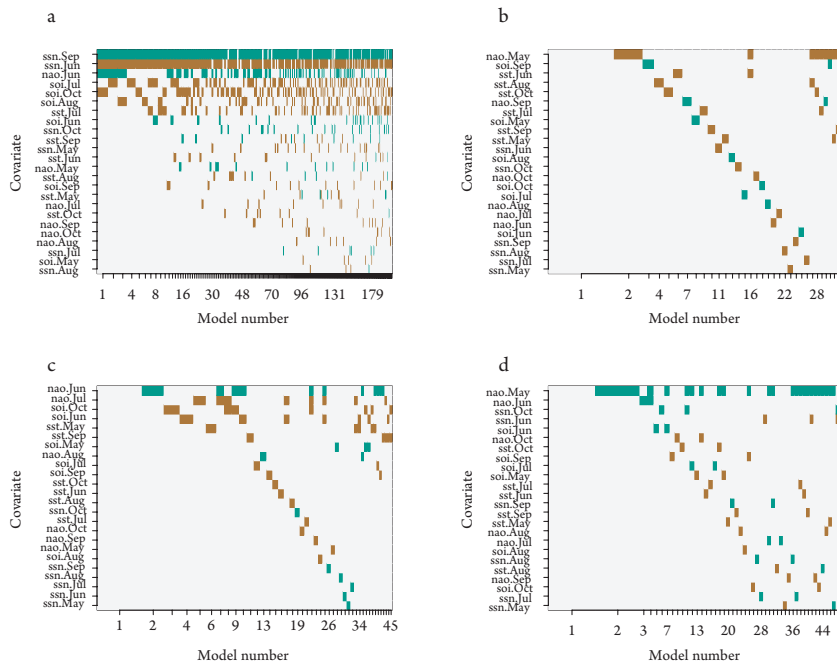 a
Covariate
ssn.Sep
ssn.Jun
nao.Jun
soi.Jul
soi.Oct
soi.Aug
sst.Jul
soi.Jun
ssn.Oct
sst.Sep
ssn.May
sst.Jun
nao.May
sst.Aug
soi.Sep
sst.May
nao.Jul
sst.Oct
nao.Sep
nao.Oct
nao.Aug
ssn.Jul
soi.May
ssn.Aug
1 4 8 16 30 48 70 96 131 179
Model number
b
Covariate
nao.May
soi.Sep
sst.Jun
sst.Aug
sst.Oct
nao.Sep
sst.Jul
soi.May
sst.Sep
sst.May
ssn.Jun
soi.Aug
ssn.Oct
nao.Oct
soi.Oct
soi.Jul
nao.Aug
nao.Jul
nao.Jun
soi.Jun
ssn.Sep
ssn.Aug
ssn.Jul
ssn.May
1 2 4 7 11 16 22 28
Model number
c
Covariate
nao.Jun
nao.Jul
soi.Oct
soi.Jun
sst.May
sst.Sep
soi.May
nao.Aug
soi.Jul
soi.Sep
sst.Oct
sst.Jun
sst.Aug
ssn.Oct
sst.Jul
nao.Oct
nao.Sep
nao.May
soi.Aug
ssn.Sep
ssn.Aug
ssn.Jul
ssn.Jun
ssn.May
1 2 4 6 9 13 19 26 34 45
Model number
d
Covariate
nao.May
nao.Jun
ssn.Oct
ssn.Jun
soi.Jun
nao.Oct
sst.Oct
soi.Sep
soi.Jul
soi.May
sst.Jul
sst.Jun
ssn.Sep
sst.Sep
sst.May
nao.Aug
nao.Jul
soi.Aug
ssn.Aug
sst.Aug
nao.Sep
soi.Oct
ssn.Jul
ssn.May
1 2 3 7 13 20 28 36 44
Model number